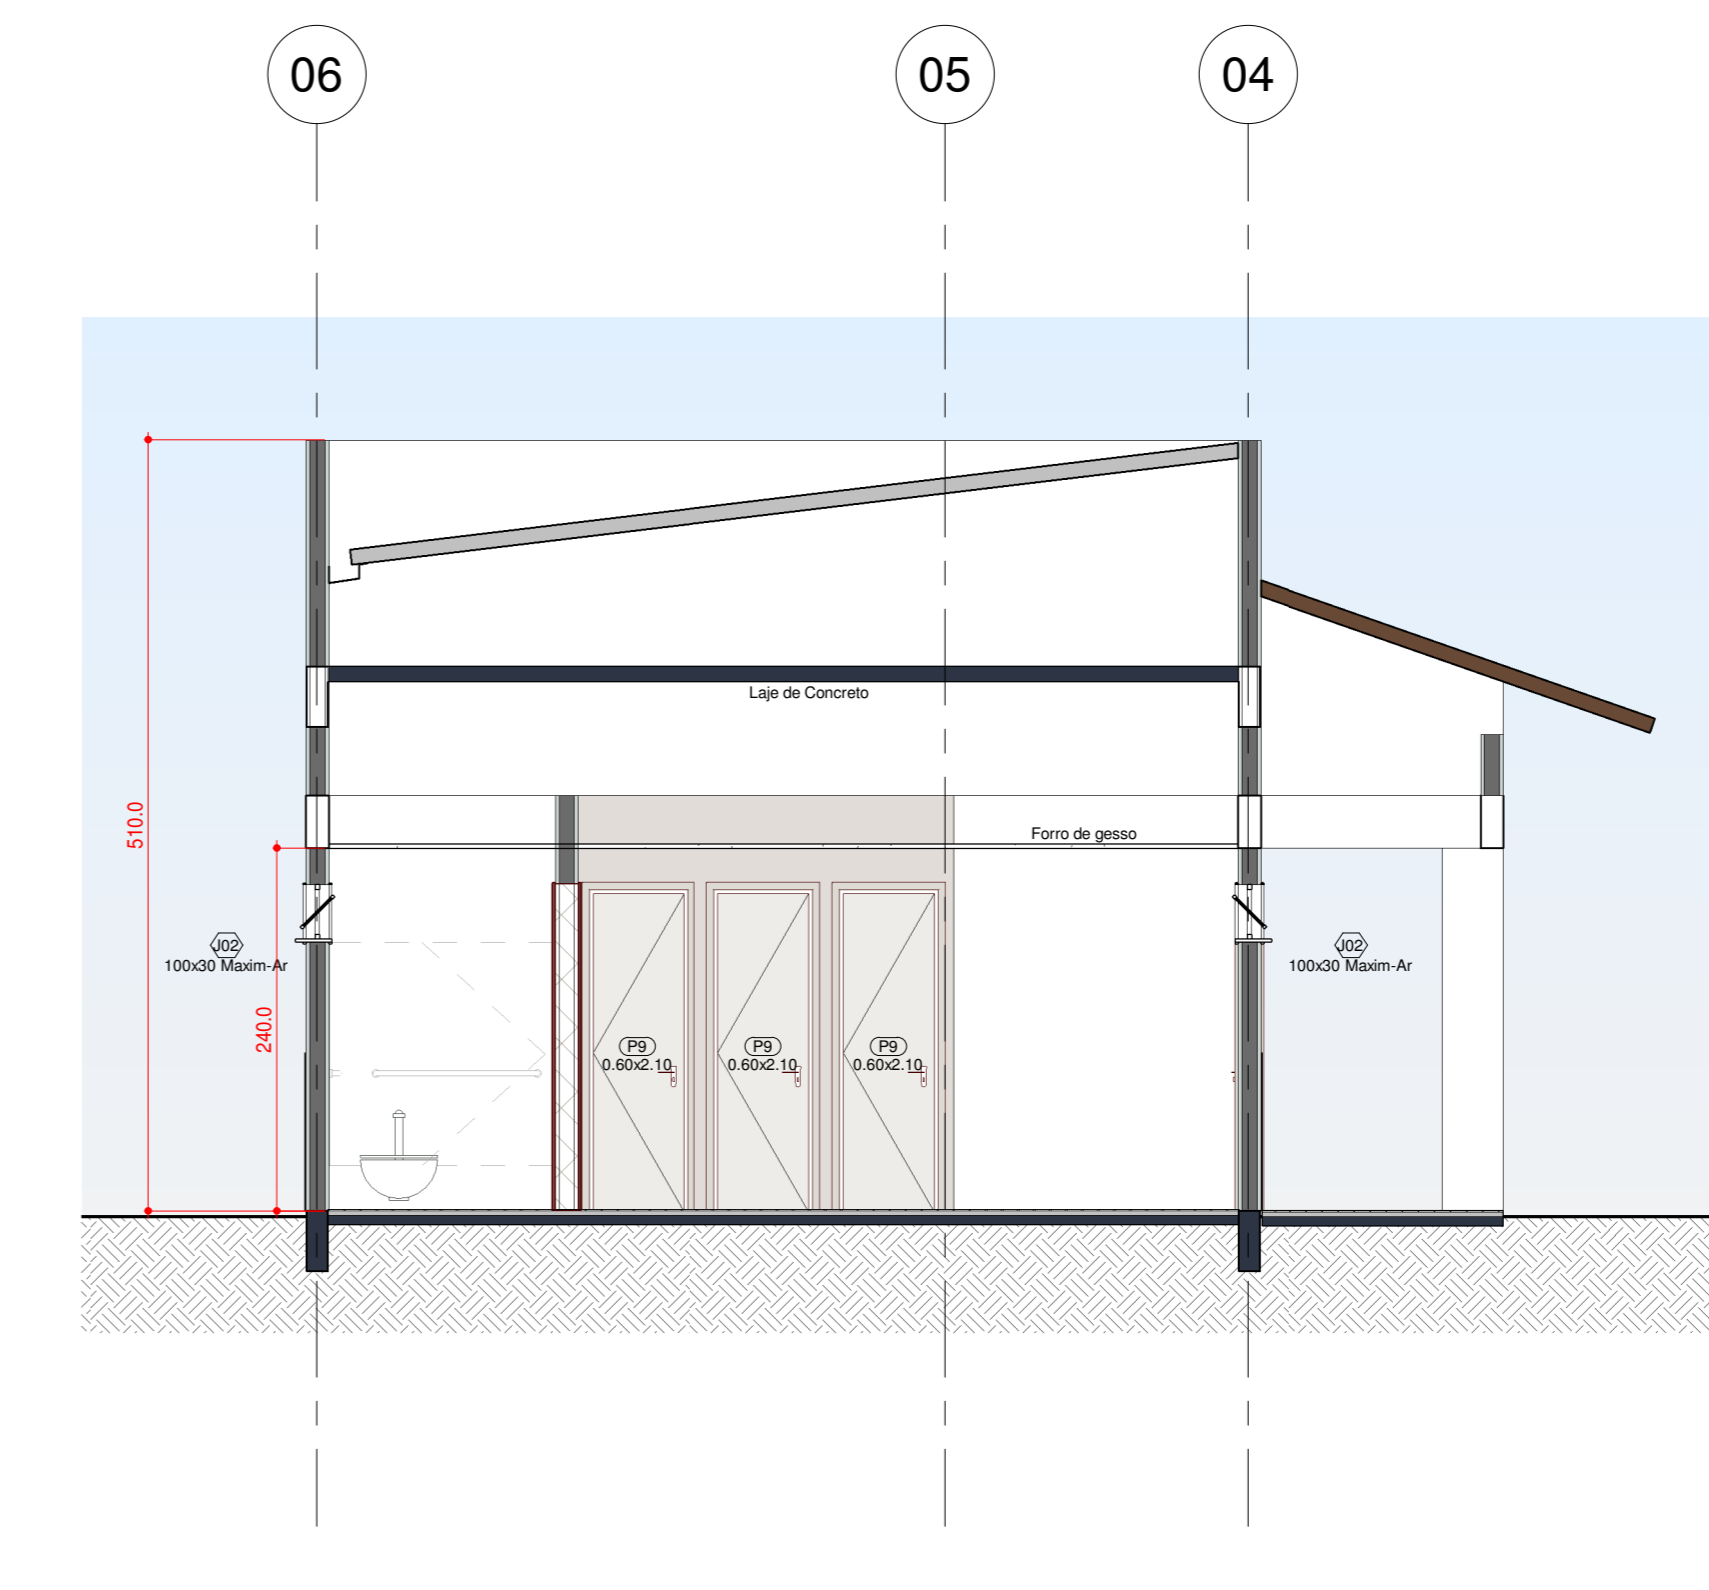 06
05
04
Laje de Concreto
510.0
Forro de gesso
J02
100x30 Maxim-Ar
J02
100x30 Maxim-Ar
240.0
P9
0.60x2.10
P9
0.60x2.10
P9
0.60x2.10